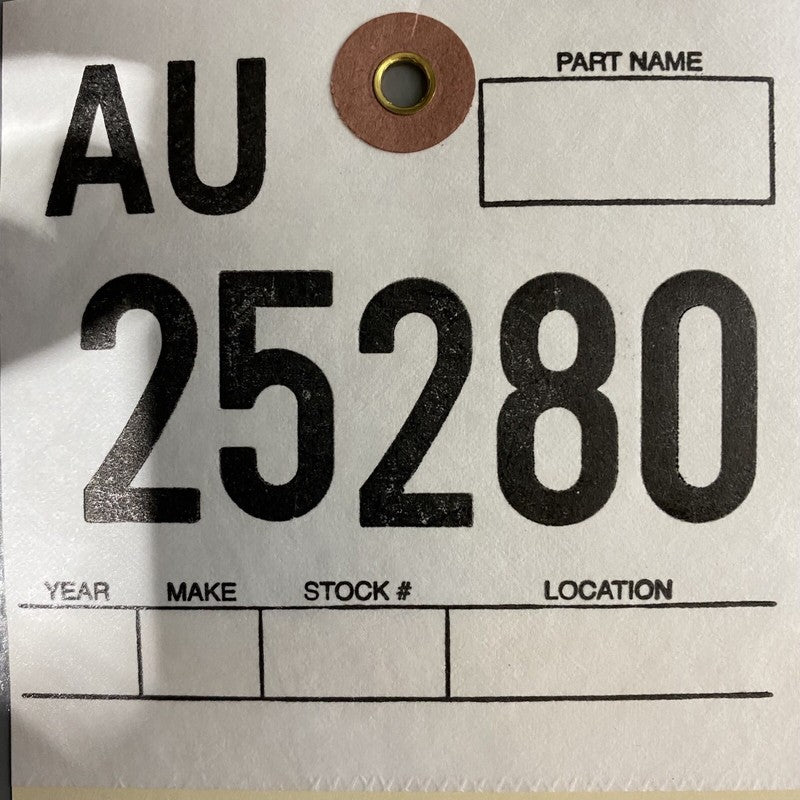 AU PART NAME
25280
YEAR MAKE STOCK # LOCATION